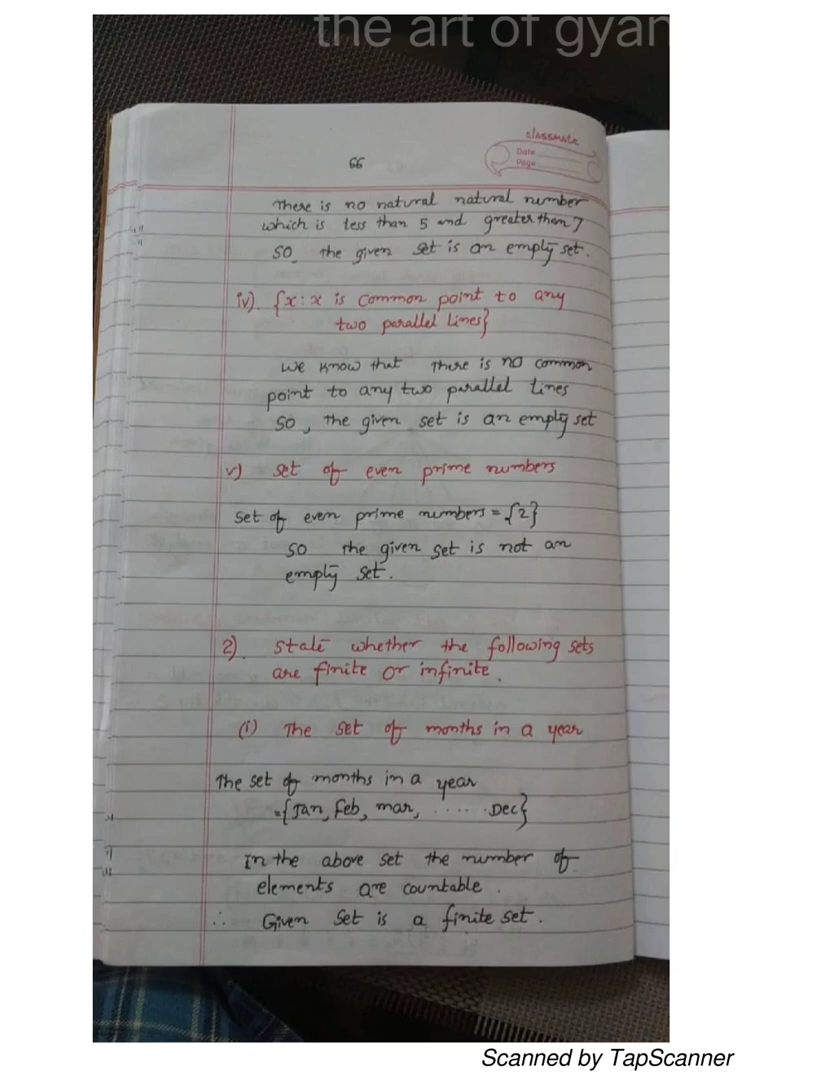 the art of gyan
classmate
Date
Page
66
There is no natural natural number
which is less than 5 and greater than 7
so the given set is an empty set.
iv) {x : x is common point to any
two parallel lines}
We know that there is no common
point to any two parallel lines
so, the given set is an empty set
v) set of even prime numbers
set of even prime numbers = {2}
so the given set is not an
empty set.
2) State whether the following sets
are finite or infinite.
(i) The set of months in a year
The set of months in a year
={Jan, Feb, mar, ...... Dec}
In the above set the number of
elements are countable.
∴ Given set is a finite set.
Scanned by TapScanner